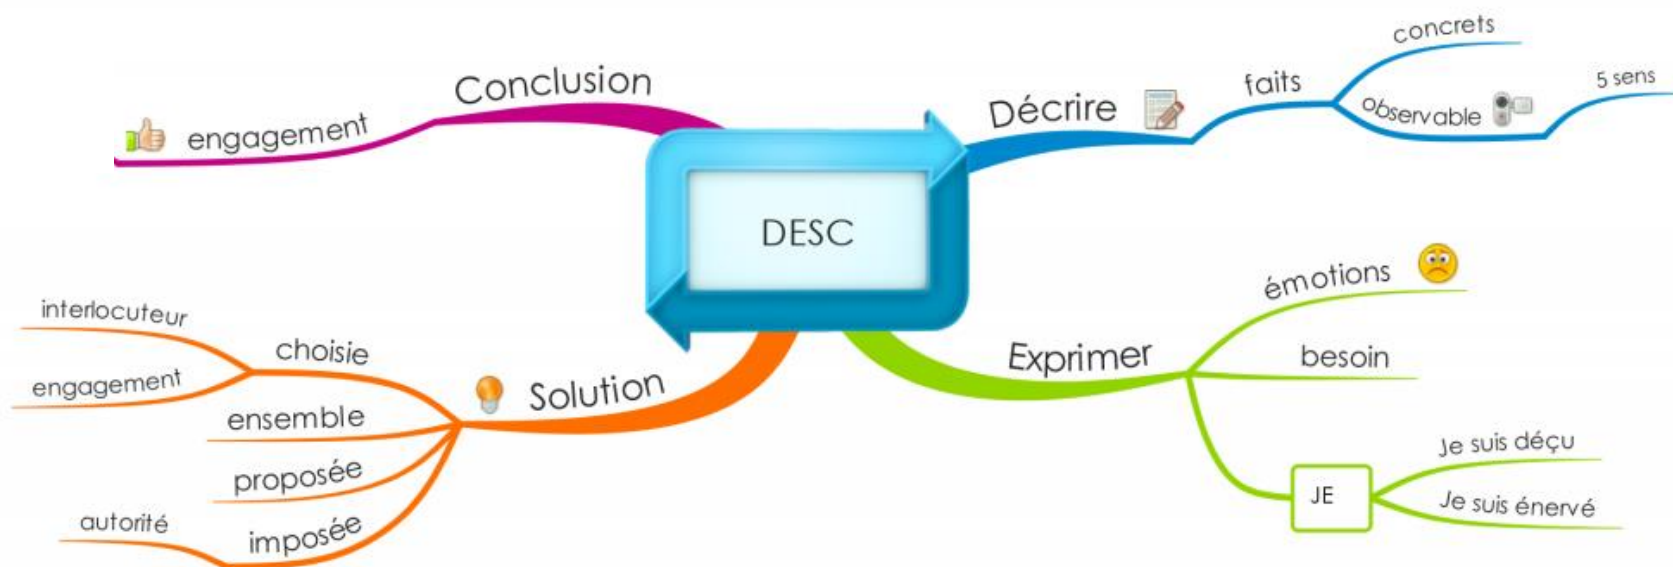 DESC
Décrire
faits
concrets
observable
5 sens
Exprimer
émotions
besoin
JE
Je suis déçu
Je suis énervé
Solution
choisie
interlocuteur
engagement
ensemble
proposée
imposée
autorité
Conclusion
engagement